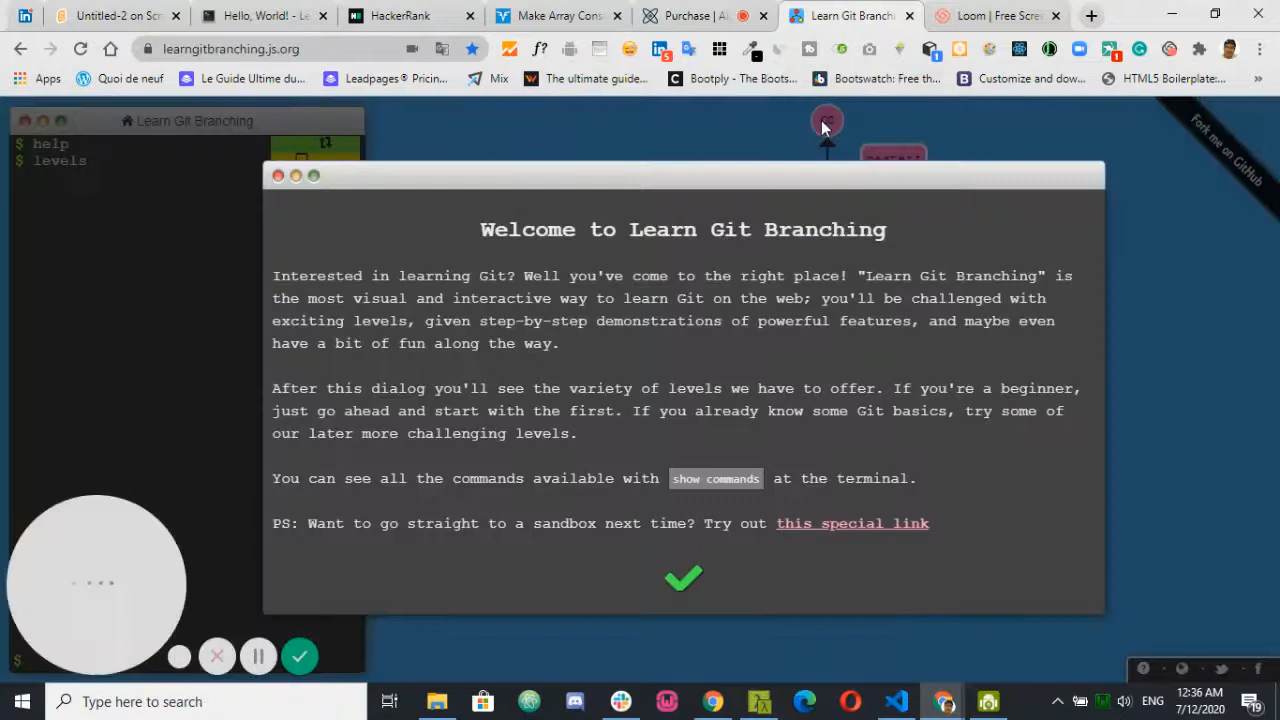 Untitled-2 on S
Hello, World! - Le
HackerRank
Make Array Cons
Purchase | Al
Learn Git Branch
Loom | Free Scre
learngitbranching.js.org
Apps
Quoi de neuf
Le Guide Ultime du...
Leadpages® Pricin...
Mix
The ultimate guide...
Bootply - The Boots...
Bootswatch: Free th...
Customize and dow...
HTML5 Boilerplate:...
Learn Git Branching
$ help
$ levels
Fork me on GitHub
Welcome to Learn Git Branching
Interested in learning Git? Well you've come to the right place! "Learn Git Branching" is
the most visual and interactive way to learn Git on the web; you'll be challenged with
exciting levels, given step-by-step demonstrations of powerful features, and maybe even
have a bit of fun along the way.
After this dialog you'll see the variety of levels we have to offer. If you're a beginner,
just go ahead and start with the first. If you already know some Git basics, try some of
our later more challenging levels.
You can see all the commands available with show commands at the terminal.
PS: Want to go straight to a sandbox next time? Try out this special link
$
Type here to search
ENG
12:36 AM
7/12/2020
19